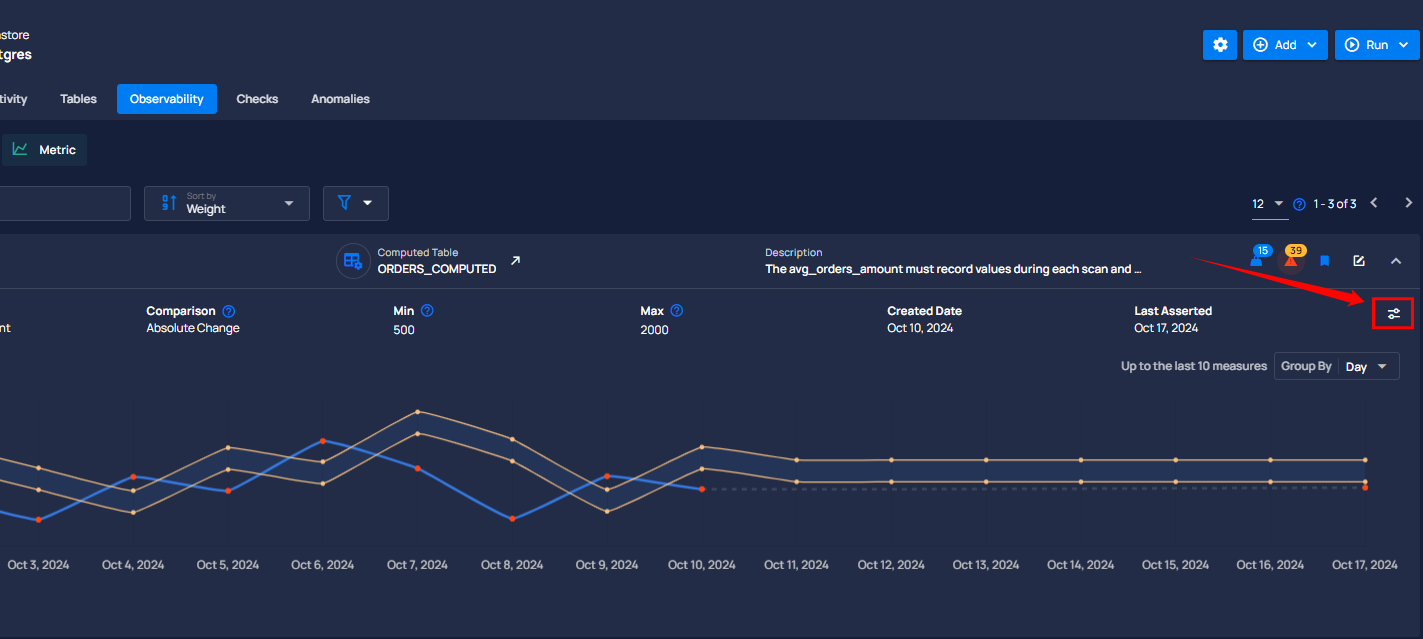 store
tgres
Add
Run
tivity
Tables
Observability
Checks
Anomalies
Metric
Sort by
Weight
12
1 - 3 of 3
Computed Table
ORDERS_COMPUTED
Description
The avg_orders_amount must record values during each scan and ...
15
39
nt
Comparison
Absolute Change
Min
500
Max
2000
Created Date
Oct 10, 2024
Last Asserted
Oct 17, 2024
Up to the last 10 measures
Group By
Day
Oct 3, 2024
Oct 4, 2024
Oct 5, 2024
Oct 6, 2024
Oct 7, 2024
Oct 8, 2024
Oct 9, 2024
Oct 10, 2024
Oct 11, 2024
Oct 12, 2024
Oct 13, 2024
Oct 14, 2024
Oct 15, 2024
Oct 16, 2024
Oct 17, 2024